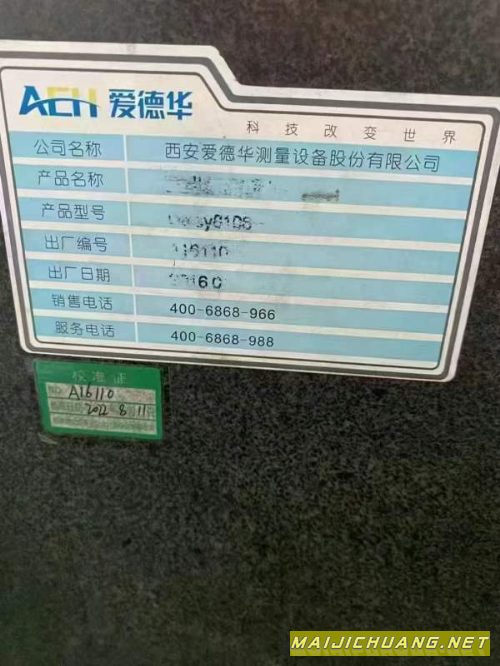 AEH 爱德华
科技改变世界
公司名称 西安爱德华测量设备股份有限公司
产品名称
产品型号
出厂编号
出厂日期
销售电话 400-6868-966
服务电话 400-6868-988
校准证
NO A16110
2022 8 11
MAIJICHUANG.NET